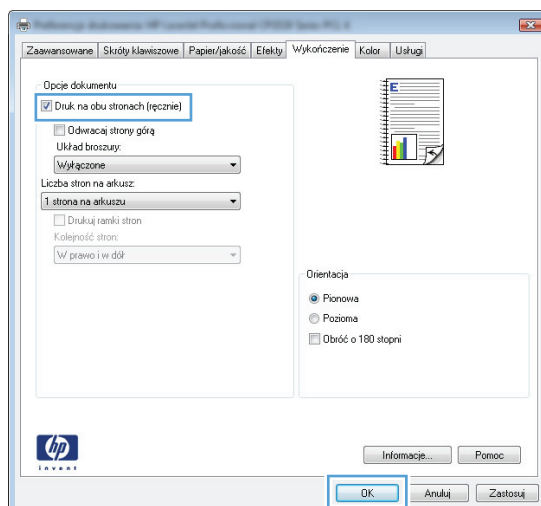 Zaawansowane Skróty klawiszowe Papier/jakość Efekty Wykończenie Kolor Usługi
Opcje dokumentu
Druk na obu stronach (ręcznie)
Odwracaj strony górą
Układ broszury:
Wyłączone
Liczba stron na arkusz:
1 strona na arkuszu
Drukuj ramki stron
Kolejność stron:
W prawo i w dół
E
Orientacja
Pionowa
Pozioma
Obróć o 180 stopni
hp
invent
Informacje... Pomoc
OK Anuluj Zastosuj